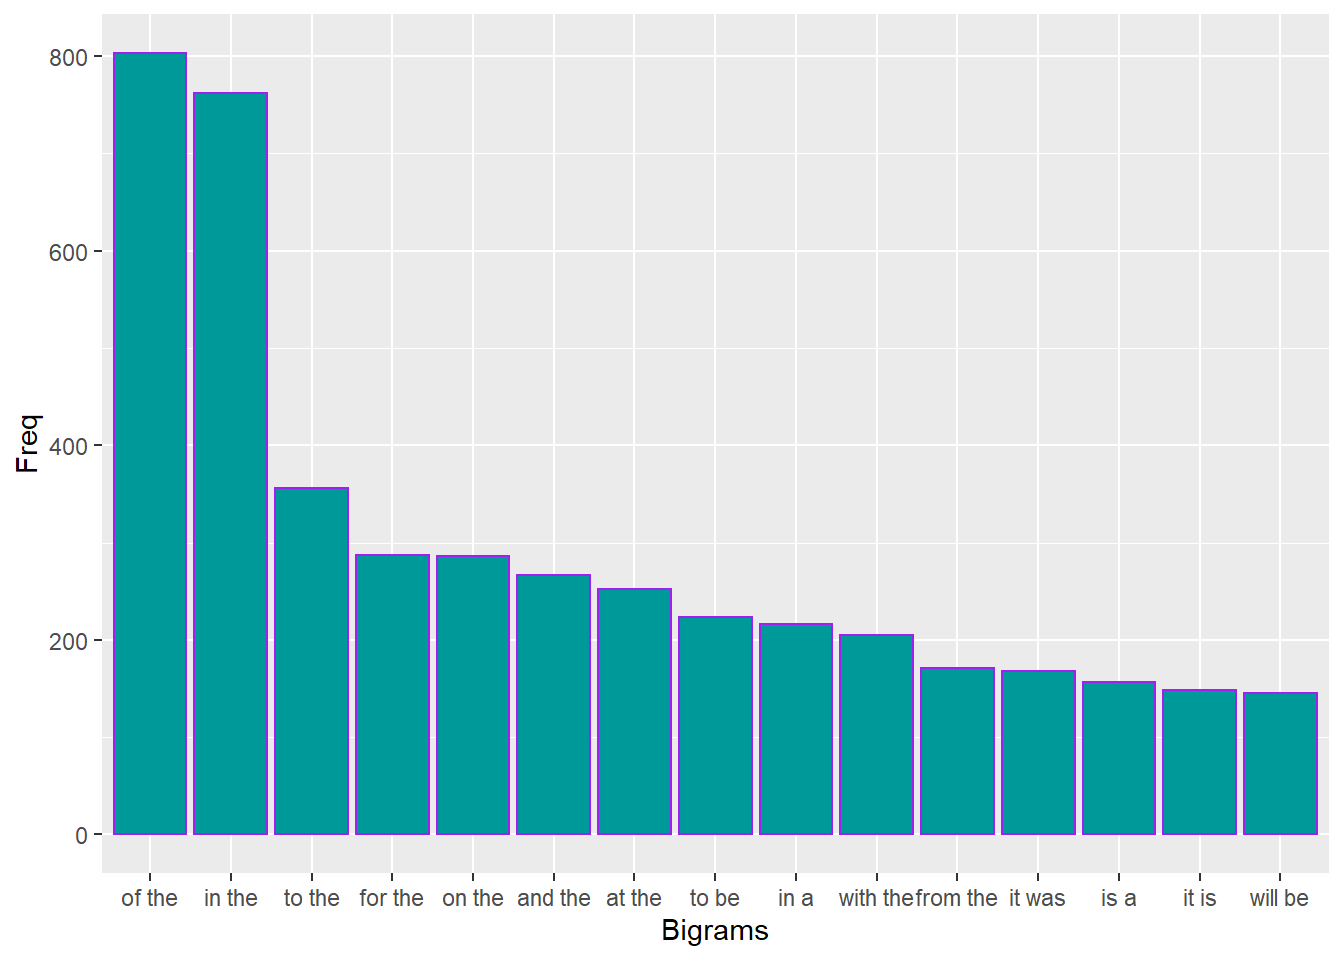 800
600
400
200
0
Freq
of the in the to the for the on the and the at the to be in a with the from the it was is a it is will be
Bigrams